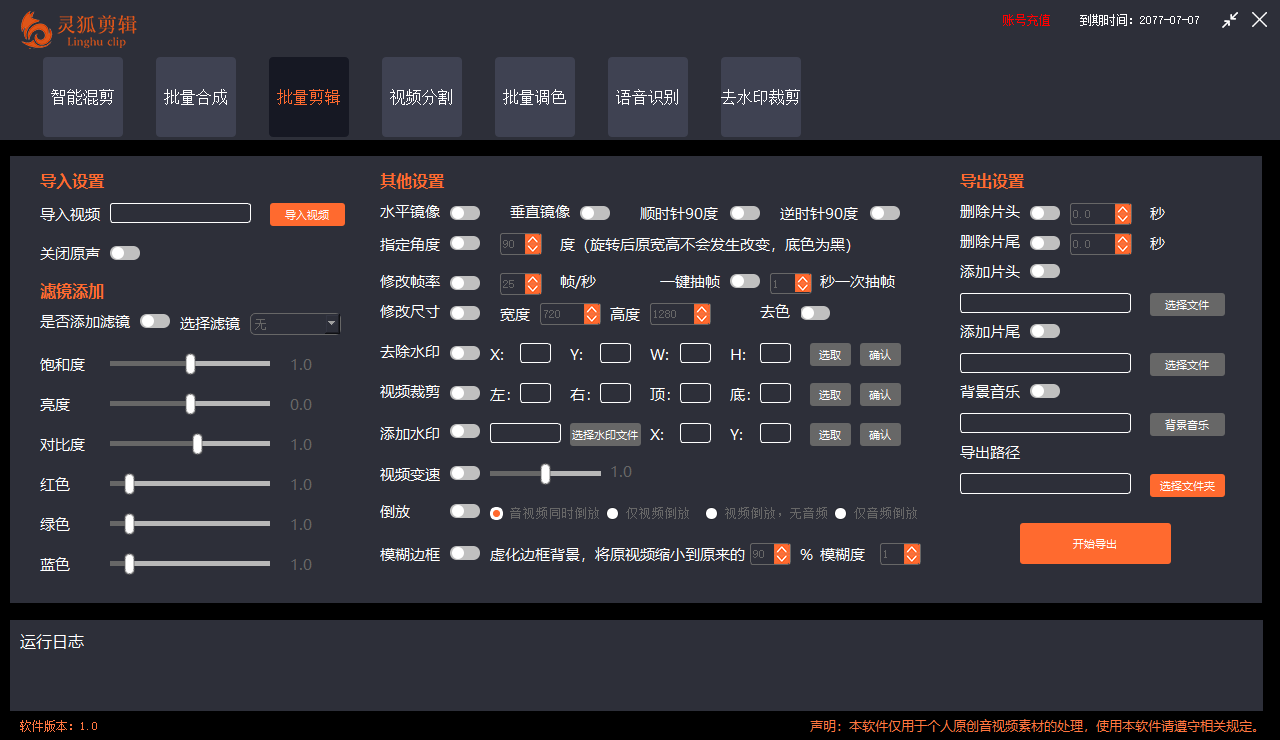 灵狐剪辑
Linghu clip
账号充值 到期时间：2077-07-07
智能混剪 批量合成 批量剪辑 视频分割 批量调色 语音识别 去水印裁剪
导入设置
导入视频 导入视频
关闭原声
滤镜添加
是否添加滤镜 选择滤镜 无
饱和度 1.0
亮度 0.0
对比度 1.0
红色 1.0
绿色 1.0
蓝色 1.0
其他设置
水平镜像 垂直镜像 顺时针90度 逆时针90度
指定角度 90 度（旋转后原宽高不会发生改变，底色为黑）
修改帧率 25 帧/秒 一键抽帧 1 秒一次抽帧
修改尺寸 宽度 720 高度 1280 去色
去除水印 X: Y: W: H: 选取 确认
视频裁剪 左: 右: 顶: 底: 选取 确认
添加水印 选择水印文件 X: Y: 选取 确认
视频变速 1.0
倒放 音视频同时倒放 仅视频倒放 视频倒放，无音频 仅音频倒放
模糊边框 虚化边框背景，将原视频缩小到原来的 90 % 模糊度 1
导出设置
删除片头 0.0 秒
删除片尾 0.0 秒
添加片头
选择文件
添加片尾
选择文件
背景音乐
背景音乐
导出路径
选择文件夹
开始导出
运行日志
软件版本：1.0 声明：本软件仅用于个人原创音视频素材的处理，使用本软件请遵守相关规定。